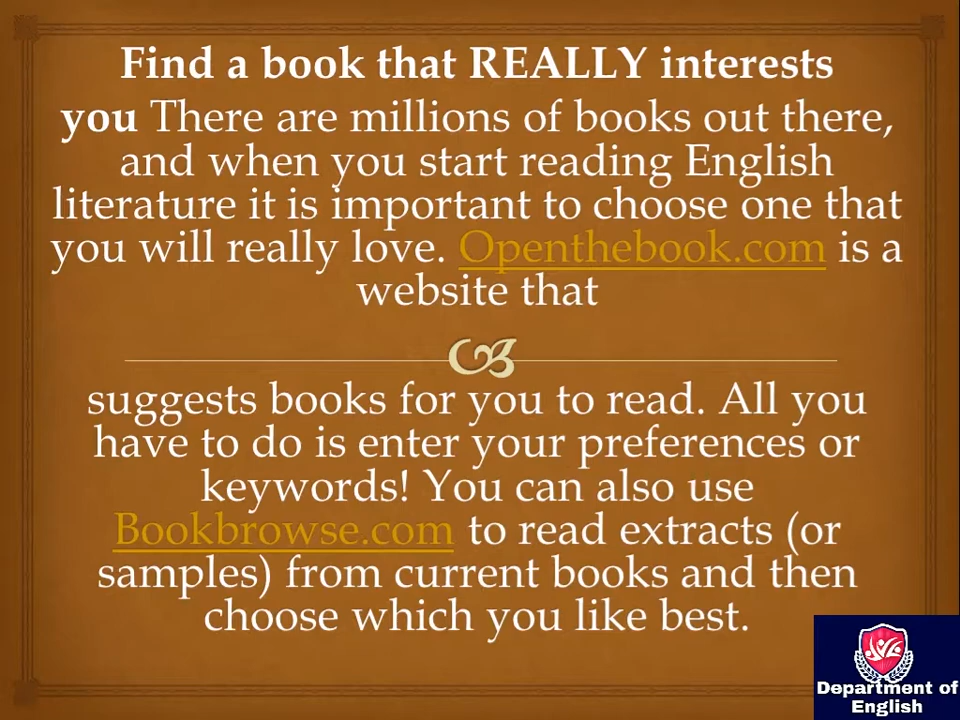 Find a book that REALLY interests
you There are millions of books out there,
and when you start reading English
literature it is important to choose one that
you will really love. Openthebook.com is a
website that
suggests books for you to read. All you
have to do is enter your preferences or
keywords! You can also use
Bookbrowse.com to read extracts (or
samples) from current books and then
choose which you like best.
Department of
English